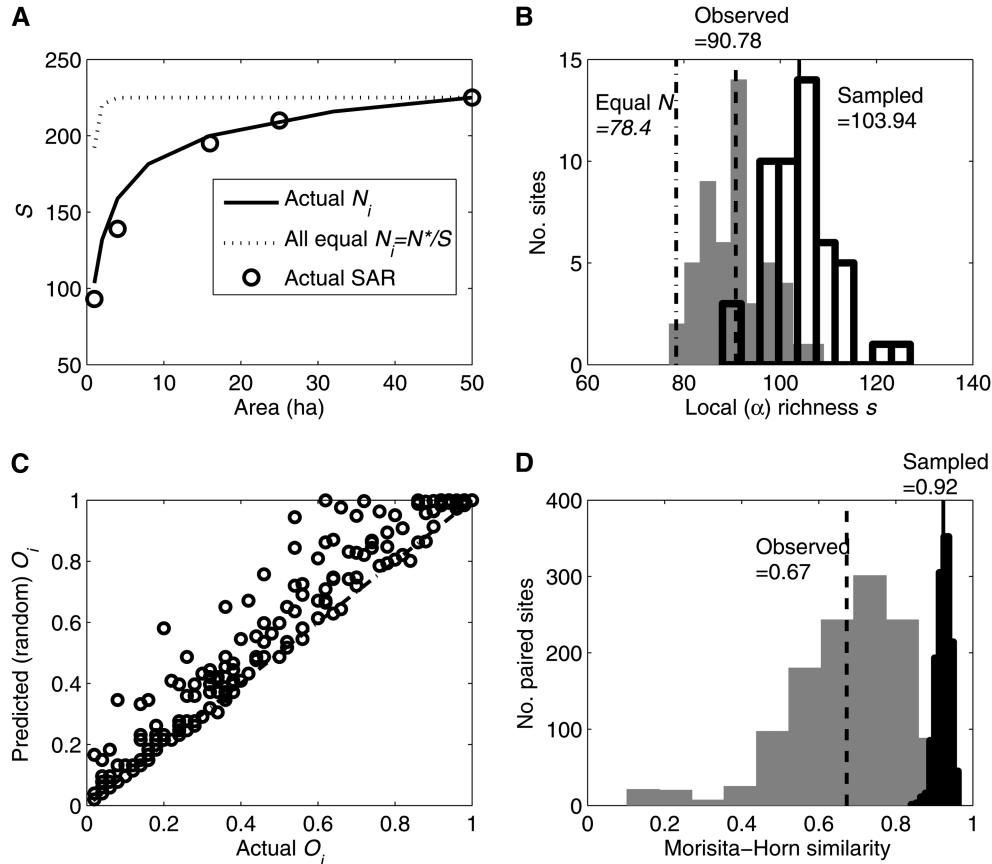 A
250
200
150
100
50
S
0
10
20
30
40
50
Area (ha)
Actual N_i
All equal N_i=N*/S
Actual SAR
B
Observed
=90.78
Equal N
=78.4
Sampled
=103.94
15
10
5
0
No. sites
60
80
100
120
140
Local (α) richness s
C
1
0.8
0.6
0.4
0.2
0
Predicted (random) O_i
0
0.2
0.4
0.6
0.8
1
Actual O_i
D
Sampled
=0.92
Observed
=0.67
400
300
200
100
0
No. paired sites
0
0.2
0.4
0.6
0.8
1
Morisita−Horn similarity